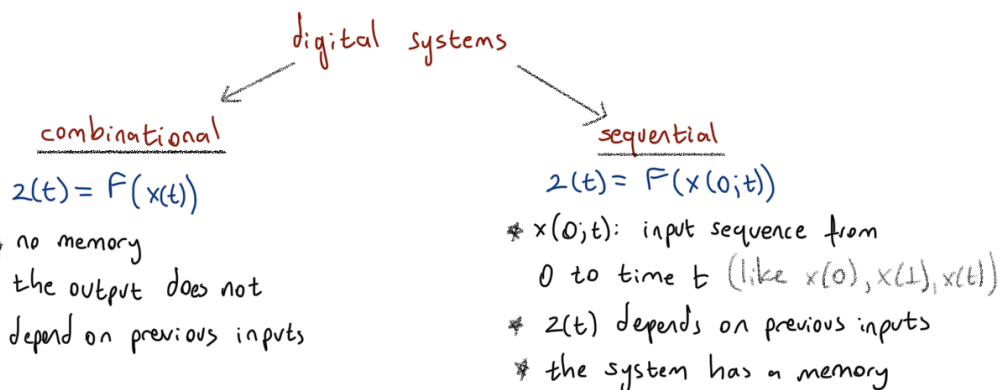 digital systems
combinational
z(t) = F(x(t))
* no memory
the output does not
depend on previous inputs
sequential
z(t) = F(x(0;t))
* x(0;t): input sequence from
0 to time t (like x(0), x(1), x(t))
* z(t) depends on previous inputs
* the system has a memory